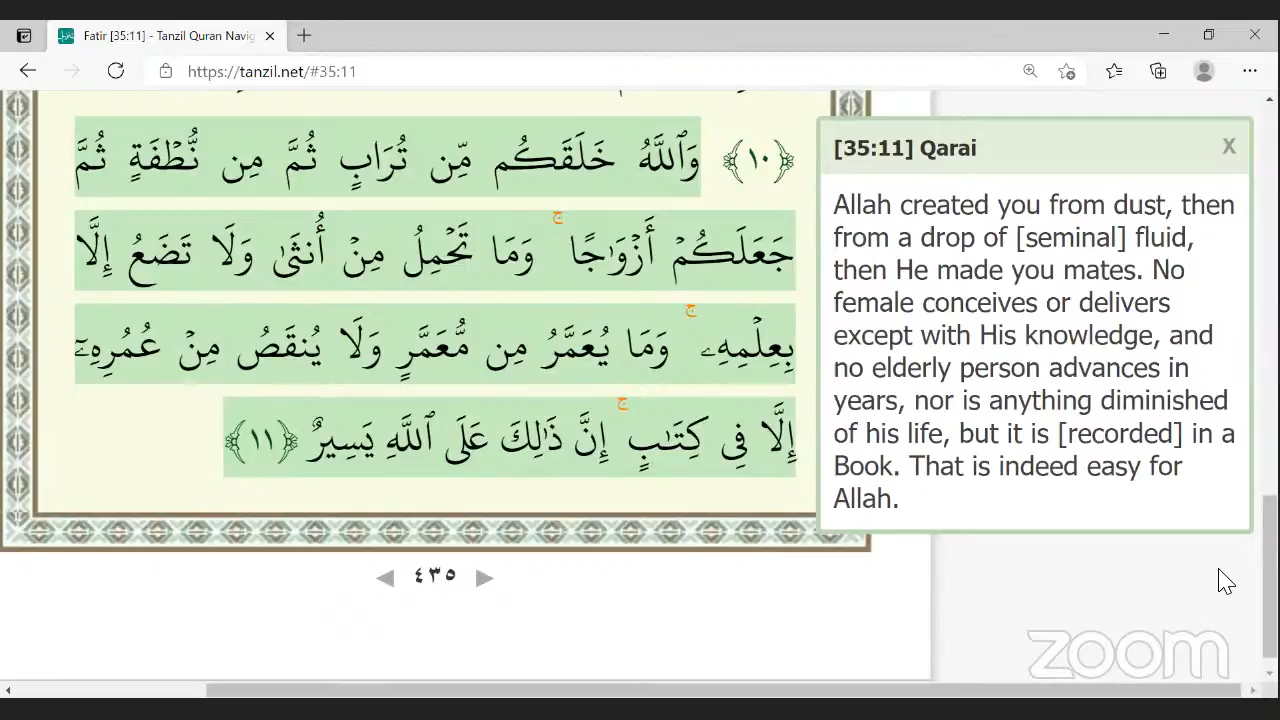 Fatir [35:11] - Tanzil Quran Navig
https://tanzil.net/#35:11
﴿١٠﴾ وَٱللَّهُ خَلَقَكُم مِّن تُرَابٍ ثُمَّ مِن نُّطْفَةٍ ثُمَّ
جَعَلَكُمْ أَزْوَٰجًا ۚ وَمَا تَحْمِلُ مِنْ أُنثَىٰ وَلَا تَضَعُ إِلَّا
بِعِلْمِهِۦ ۚ وَمَا يُعَمَّرُ مِن مُّعَمَّرٍ وَلَا يُنقَصُ مِنْ عُمُرِهِۦٓ
إِلَّا فِى كِتَـٰبٍ ۚ إِنَّ ذَٰلِكَ عَلَى ٱللَّهِ يَسِيرٌ ﴿١١﴾
٤٣٥
[35:11] Qarai
X
Allah created you from dust, then
from a drop of [seminal] fluid,
then He made you mates. No
female conceives or delivers
except with His knowledge, and
no elderly person advances in
years, nor is anything diminished
of his life, but it is [recorded] in a
Book. That is indeed easy for
Allah.
zoom